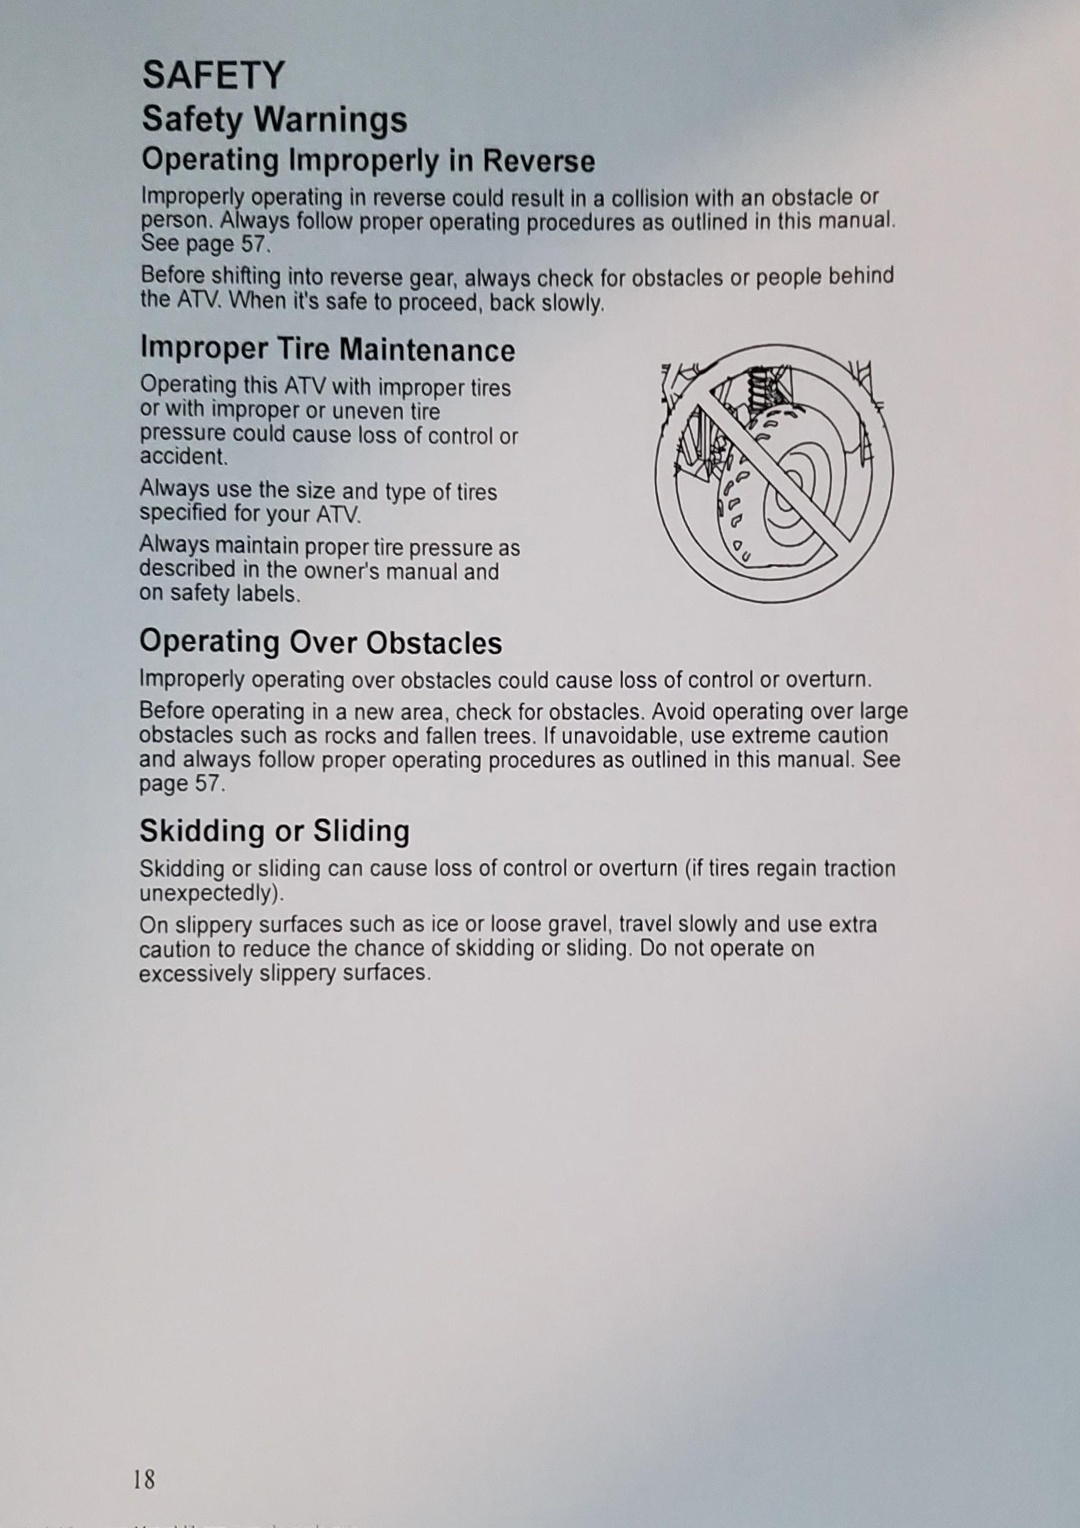 SAFETY
Safety Warnings
Operating Improperly in Reverse
Improperly operating in reverse could result in a collision with an obstacle or
person. Always follow proper operating procedures as outlined in this manual.
See page 57.
Before shifting into reverse gear, always check for obstacles or people behind
the ATV. When it's safe to proceed, back slowly.
Improper Tire Maintenance
Operating this ATV with improper tires
or with improper or uneven tire
pressure could cause loss of control or
accident.
Always use the size and type of tires
specified for your ATV.
Always maintain proper tire pressure as
described in the owner's manual and
on safety labels.
Operating Over Obstacles
Improperly operating over obstacles could cause loss of control or overturn.
Before operating in a new area, check for obstacles. Avoid operating over large
obstacles such as rocks and fallen trees. If unavoidable, use extreme caution
and always follow proper operating procedures as outlined in this manual. See
page 57.
Skidding or Sliding
Skidding or sliding can cause loss of control or overturn (if tires regain traction
unexpectedly).
On slippery surfaces such as ice or loose gravel, travel slowly and use extra
caution to reduce the chance of skidding or sliding. Do not operate on
excessively slippery surfaces.
18